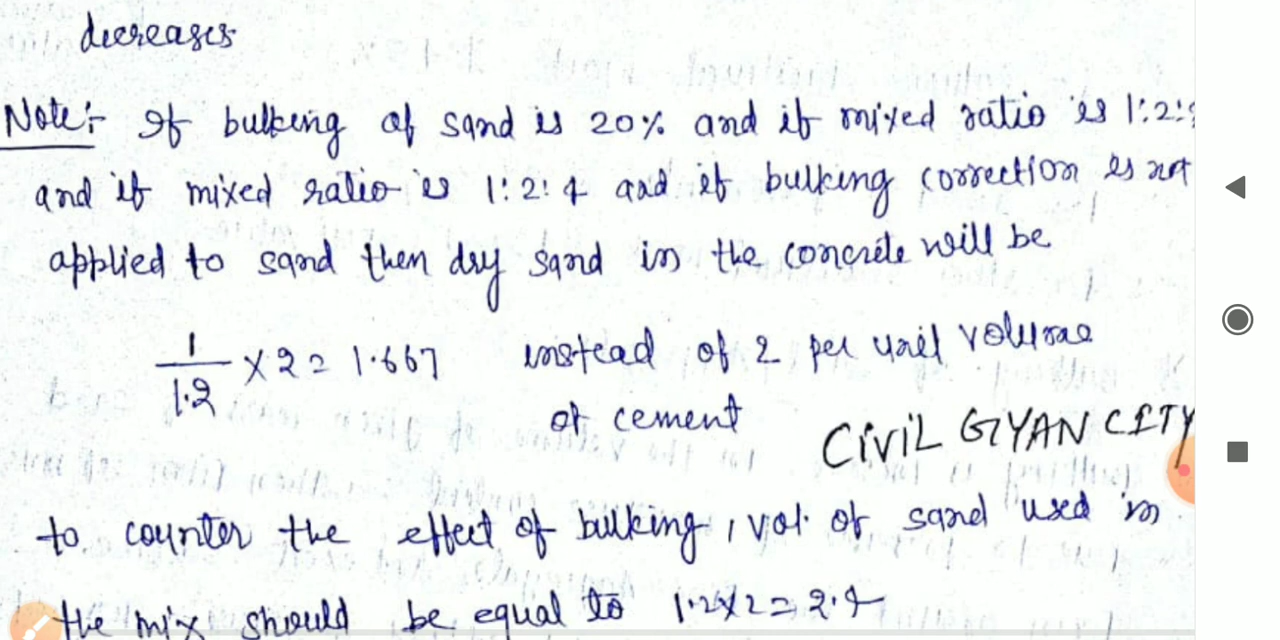 decreases
Note:- If bulking of sand is 20% and if mixed ratio is 1:2:
and if mixed ratio is 1:2:4 and if bulking correction is not
applied to sand then dry sand in the concrete will be
1/1.2 × 2 = 1.667 instead of 2 per unit volume
of cement
CIVIL GYAN CITY
to counter the effect of bulking, vol. of sand used in
the mix should be equal to 1.2×2=2.4